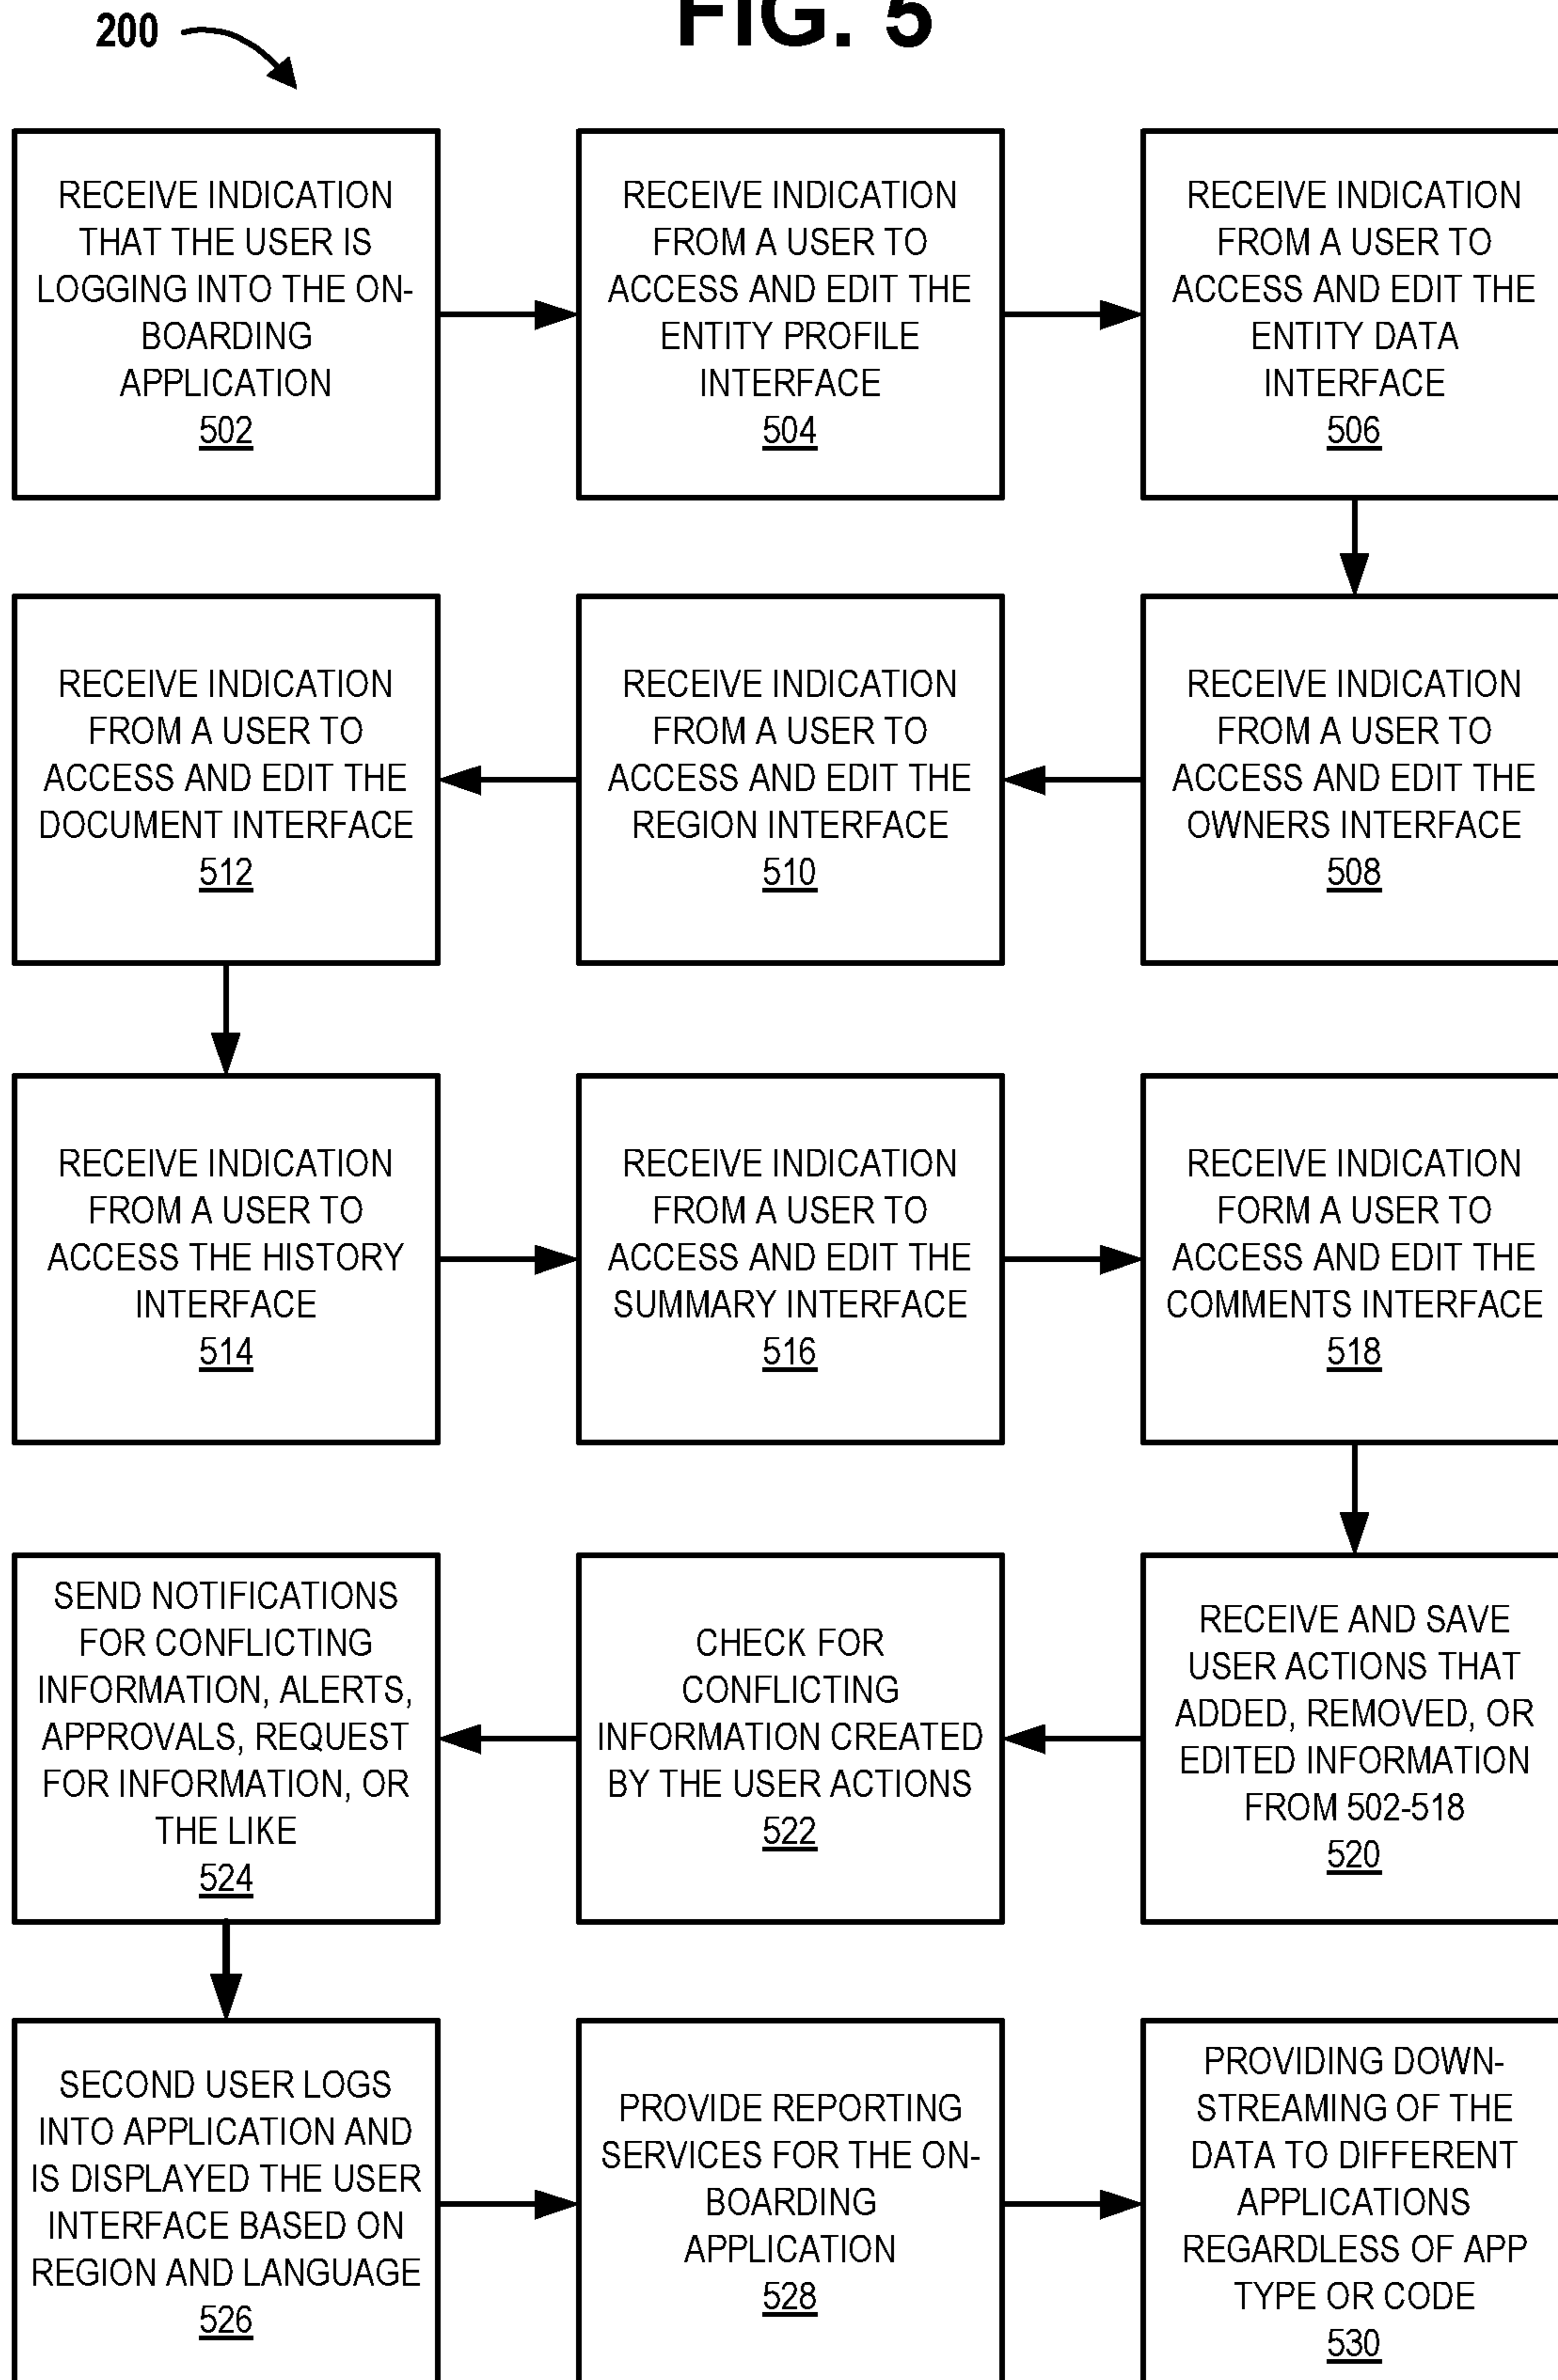 FIG. 5
200
RECEIVE INDICATION
THAT THE USER IS
LOGGING INTO THE ON-
BOARDING
APPLICATION
502
RECEIVE INDICATION
FROM A USER TO
ACCESS AND EDIT THE
ENTITY PROFILE
INTERFACE
504
RECEIVE INDICATION
FROM A USER TO
ACCESS AND EDIT THE
ENTITY DATA
INTERFACE
506
RECEIVE INDICATION
FROM A USER TO
ACCESS AND EDIT THE
OWNERS INTERFACE
508
RECEIVE INDICATION
FROM A USER TO
ACCESS AND EDIT THE
REGION INTERFACE
510
RECEIVE INDICATION
FROM A USER TO
ACCESS AND EDIT THE
DOCUMENT INTERFACE
512
RECEIVE INDICATION
FROM A USER TO
ACCESS THE HISTORY
INTERFACE
514
RECEIVE INDICATION
FROM A USER TO
ACCESS AND EDIT THE
SUMMARY INTERFACE
516
RECEIVE INDICATION
FORM A USER TO
ACCESS AND EDIT THE
COMMENTS INTERFACE
518
RECEIVE AND SAVE
USER ACTIONS THAT
ADDED, REMOVED, OR
EDITED INFORMATION
FROM 502-518
520
CHECK FOR
CONFLICTING
INFORMATION CREATED
BY THE USER ACTIONS
522
SEND NOTIFICATIONS
FOR CONFLICTING
INFORMATION, ALERTS,
APPROVALS, REQUEST
FOR INFORMATION, OR
THE LIKE
524
SECOND USER LOGS
INTO APPLICATION AND
IS DISPLAYED THE USER
INTERFACE BASED ON
REGION AND LANGUAGE
526
PROVIDE REPORTING
SERVICES FOR THE ON-
BOARDING
APPLICATION
528
PROVIDING DOWN-
STREAMING OF THE
DATA TO DIFFERENT
APPLICATIONS
REGARDLESS OF APP
TYPE OR CODE
530